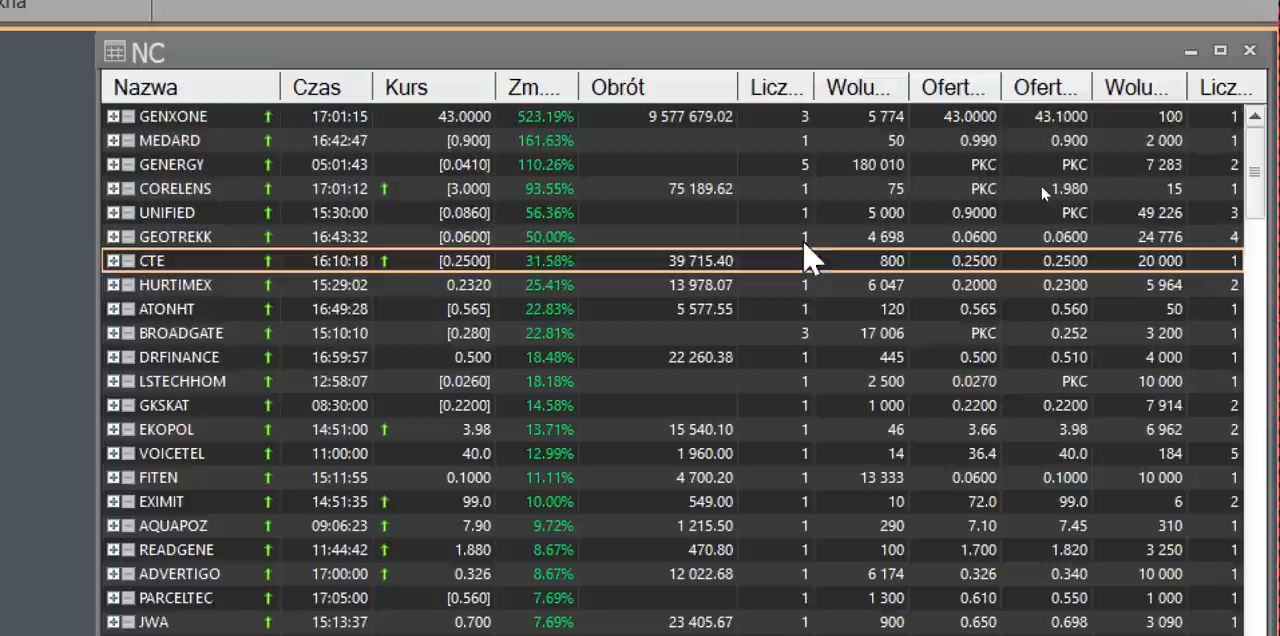 kna
NC
Nazwa Czas Kurs Zm.... Obrót Licz... Wolu... Ofert... Ofert... Wolu... Licz...
GENXONE 17:01:15 43.0000 523.19% 9 577 679.02 3 5 774 43.0000 43.1000 100 1
MEDARD 16:42:47 [0.900] 161.63% 1 50 0.990 0.900 2 000 1
GENERGY 05:01:43 [0.0410] 110.26% 5 180 010 PKC PKC 7 283 2
CORELENS 17:01:12 [3.000] 93.55% 75 189.62 1 75 PKC 1.980 15 1
UNIFIED 15:30:00 [0.0860] 56.36% 1 5 000 0.9000 PKC 49 226 3
GEOTREKK 16:43:32 [0.0600] 50.00% 1 4 698 0.0600 0.0600 24 776 4
CTE 16:10:18 [0.2500] 31.58% 39 715.40 800 0.2500 0.2500 20 000 1
HURTIMEX 15:29:02 0.2320 25.41% 13 978.07 1 6 047 0.2000 0.2300 5 964 2
ATONHT 16:49:28 [0.565] 22.83% 5 577.55 1 120 0.565 0.560 50 1
BROADGATE 15:10:10 [0.280] 22.81% 3 17 006 PKC 0.252 3 200 1
DRFINANCE 16:59:57 0.500 18.48% 22 260.38 1 445 0.500 0.510 4 000 1
LSTECHHOM 12:58:07 [0.0260] 18.18% 1 2 500 0.0270 PKC 10 000 1
GKSKAT 08:30:00 [0.2200] 14.58% 1 1 000 0.2200 0.2200 7 914 2
EKOPOL 14:51:00 3.98 13.71% 15 540.10 1 46 3.66 3.98 6 962 2
VOICETEL 11:00:00 40.0 12.99% 1 960.00 1 14 36.4 40.0 184 5
FITEN 15:11:55 0.1000 11.11% 4 700.20 1 13 333 0.0600 0.1000 10 000 1
EXIMIT 14:51:35 99.0 10.00% 549.00 1 10 72.0 99.0 6 2
AQUAPOZ 09:06:23 7.90 9.72% 1 215.50 1 290 7.10 7.45 310 1
READGENE 11:44:42 1.880 8.67% 470.80 1 100 1.700 1.820 3 250 1
ADVERTIGO 17:00:00 0.326 8.67% 12 022.68 1 6 174 0.326 0.340 10 000 1
PARCELTEC 17:05:00 [0.560] 7.69% 1 1 300 0.610 0.550 1 000 1
JWA 15:13:37 0.700 7.69% 23 405.67 1 900 0.650 0.698 3 090 1